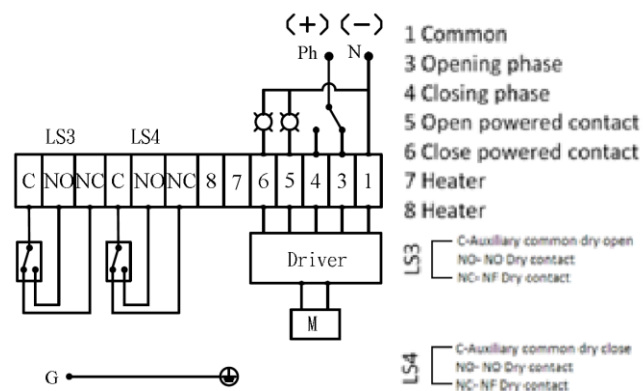 (+) (-)
Ph N
LS3 LS4
C NO NC C NO NC 8 7 6 5 4 3 1
Driver
M
G
1 Common
3 Opening phase
4 Closing phase
5 Open powered contact
6 Close powered contact
7 Heater
8 Heater
LS3
C-Auxiliary common dry open
NO- NO Dry contact
NC- NF Dry contact
LS4
C-Auxiliary common dry close
NO- NO Dry contact
NC- NF Dry contact